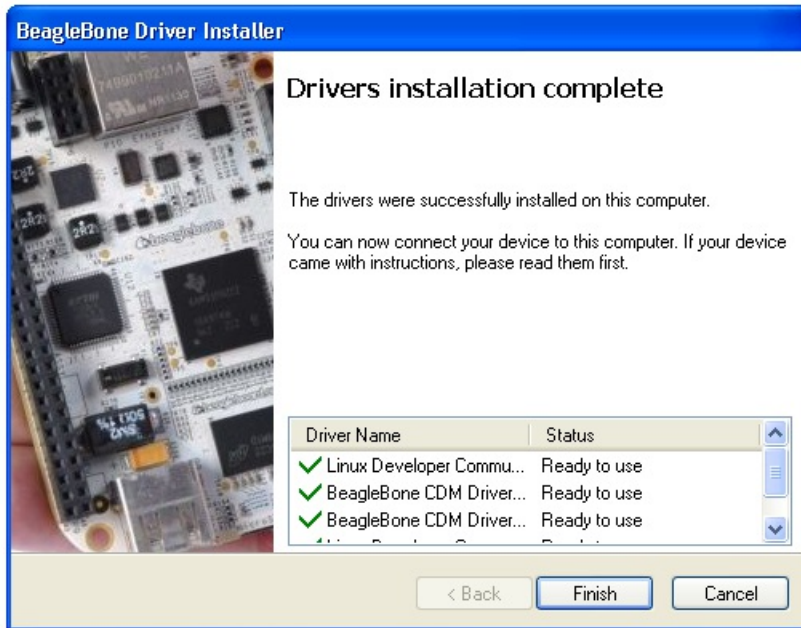 BeagleBone Driver Installer
Drivers installation complete
The drivers were successfully installed on this computer.
You can now connect your device to this computer. If your device
came with instructions, please read them first.
Driver Name Status
Linux Developer Commu... Ready to use
BeagleBone CDM Driver... Ready to use
BeagleBone CDM Driver... Ready to use
< Back Finish Cancel
beaglebone